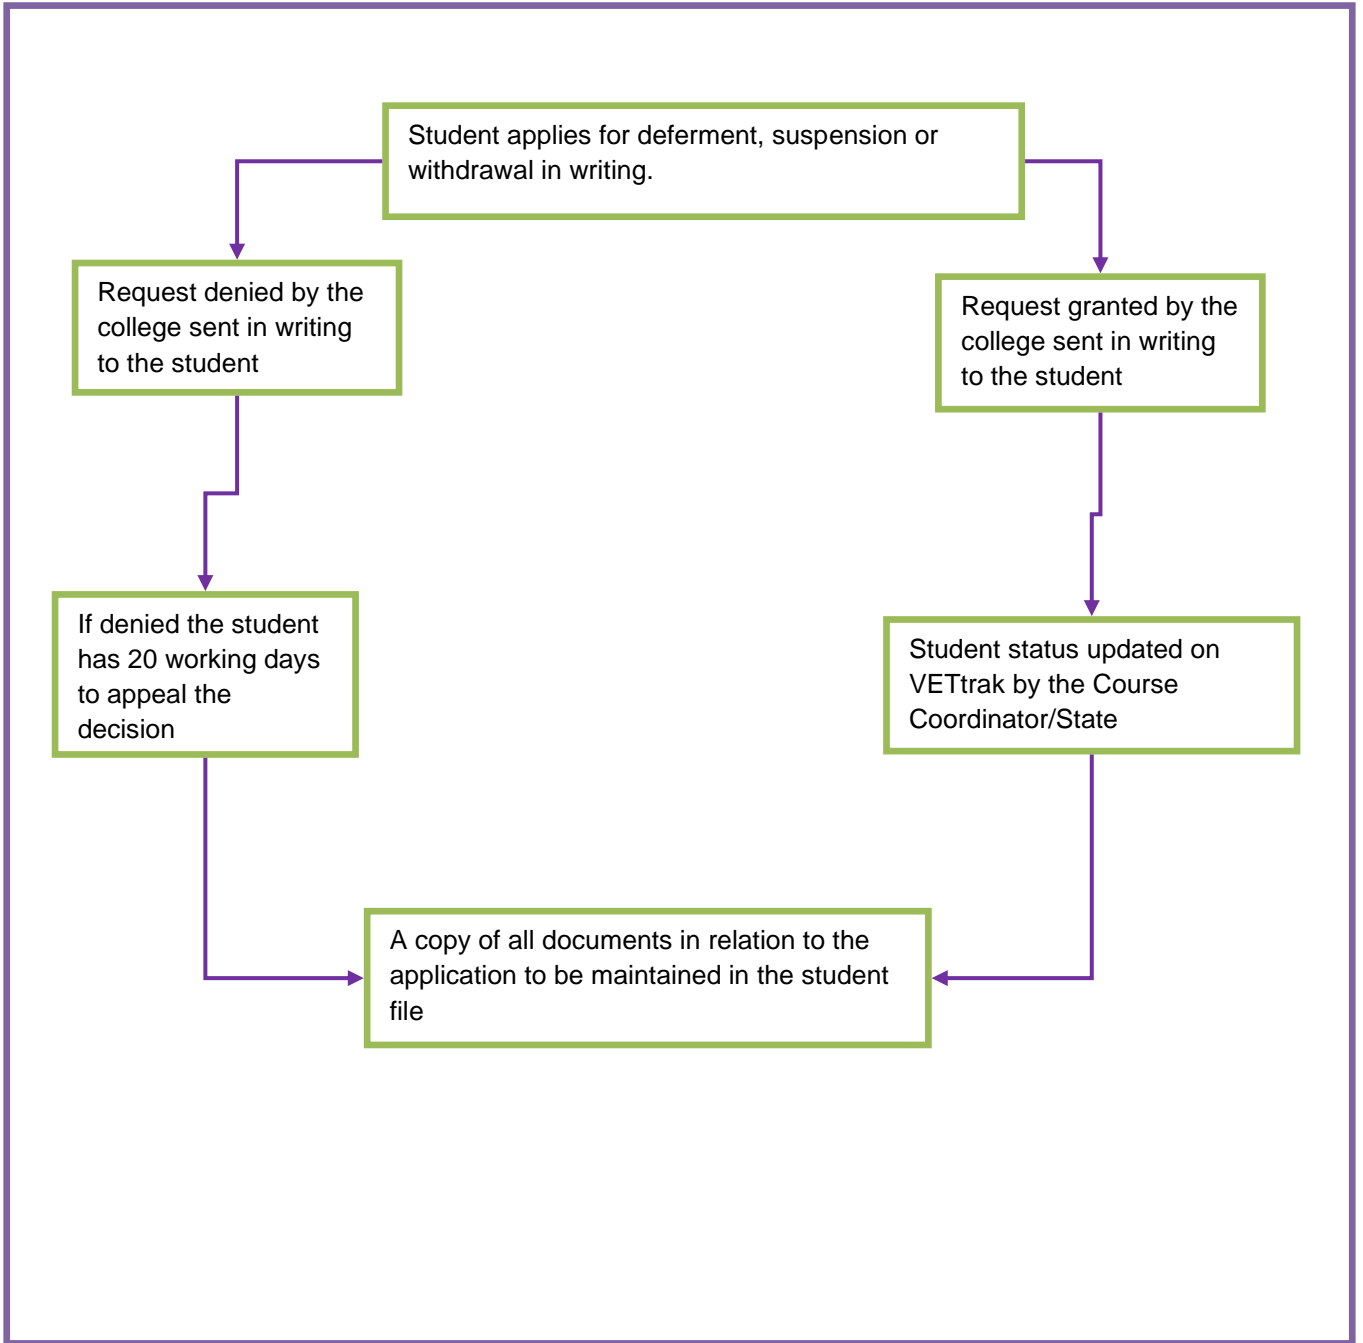 Student applies for deferment, suspension or
withdrawal in writing.
Request denied by the
college sent in writing
to the student
Request granted by the
college sent in writing
to the student
If denied the student
has 20 working days
to appeal the
decision
Student status updated on
VETtrak by the Course
Coordinator/State
A copy of all documents in relation to the
application to be maintained in the student
file